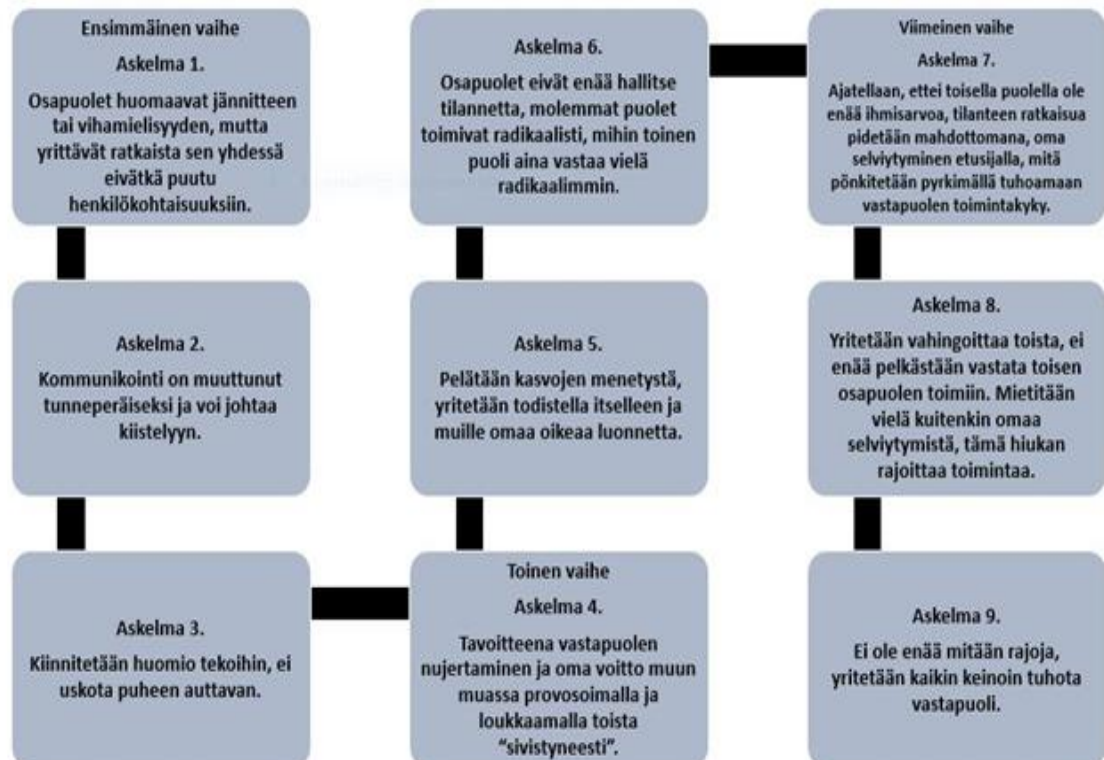 Ensimmäinen vaihe
Askelma 1.
Osapuolet huomaavat jännitteen
tai vihamielisyyden, mutta
yrittävät ratkaista sen yhdessä
eivätkä puutu
henkilökohtaisuuksiin.
Askelma 2.
Kommunikointi on muuttunut
tunneperäiseksi ja voi johtaa
kiistelyyn.
Askelma 3.
Kiinnitetään huomio tekoihin, ei
uskota puheen auttavan.
Toinen vaihe
Askelma 4.
Tavoitteena vastapuolen
nujertaminen ja oma voitto muun
muassa provosoimalla ja
loukkaamalla toista
"sivistyneesti".
Askelma 5.
Pelätään kasvojen menetystä,
yritetään todistella itselleen ja
muille omaa oikeaa luonnetta.
Askelma 6.
Osapuolet eivät enää hallitse
tilannetta, molemmat puolet
toimivat radikaalisti, mihin toinen
puoli aina vastaa vielä
radikaalimmin.
Viimeinen vaihe
Askelma 7.
Ajatellaan, ettei toisella puolella ole
enää ihmisarvoa, tilanteen ratkaisua
pidetään mahdottomana, oma
selviytyminen etusijalla, mitä
pönkitetään pyrkimällä tuhoamaan
vastapuolen toimintakyky.
Askelma 8.
Yritetään vahingoittaa toista, ei
enää pelkästään vastata toisen
osapuolen toimiin. Mietitään
vielä kuitenkin omaa
selviytymistä, tämä hiukan
rajoittaa toimintaa.
Askelma 9.
Ei ole enää mitään rajoja,
yritetään kaikin keinoin tuhota
vastapuoli.